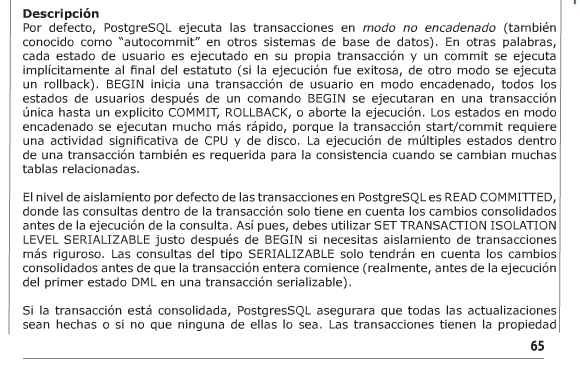 Descripción
Por defecto, PostgreSQL ejecuta las transacciones en modo no encadenado (también
conocido como “autocommit” en otros sistemas de base de datos). En otras palabras,
cada estado de usuario es ejecutado en su propia transacción y un commit se ejecuta
implícitamente al final del estatuto (si la ejecución fue exitosa, de otro modo se ejecuta
un rollback). BEGIN inicia una transacción de usuario en modo encadenado, todos los
estados de usuarios después de un comando BEGIN se ejecutaran en una transacción
única hasta un explicito COMMIT, ROLLBACK, o aborte la ejecución. Los estados en modo
encadenado se ejecutan mucho más rápido, porque la transacción start/commit requiere
una actividad significativa de CPU y de disco. La ejecución de múltiples estados dentro
de una transacción también es requerida para la consistencia cuando se cambian muchas
tablas relacionadas.
El nivel de aislamiento por defecto de las transacciones en PostgreSQL es READ COMMITTED,
donde las consultas dentro de la transacción solo tiene en cuenta los cambios consolidados
antes de la ejecución de la consulta. Así pues, debes utilizar SET TRANSACTION ISOLATION
LEVEL SERIALIZABLE justo después de BEGIN si necesitas aislamiento de transacciones
más riguroso. Las consultas del tipo SERIALIZABLE solo tendrán en cuenta los cambios
consolidados antes de que la transacción entera comience (realmente, antes de la ejecución
del primer estado DML en una transacción serializable).
Si la transacción está consolidada, PostgresSQL asegurara que todas las actualizaciones
sean hechas o si no que ninguna de ellas lo sea. Las transacciones tienen la propiedad
65